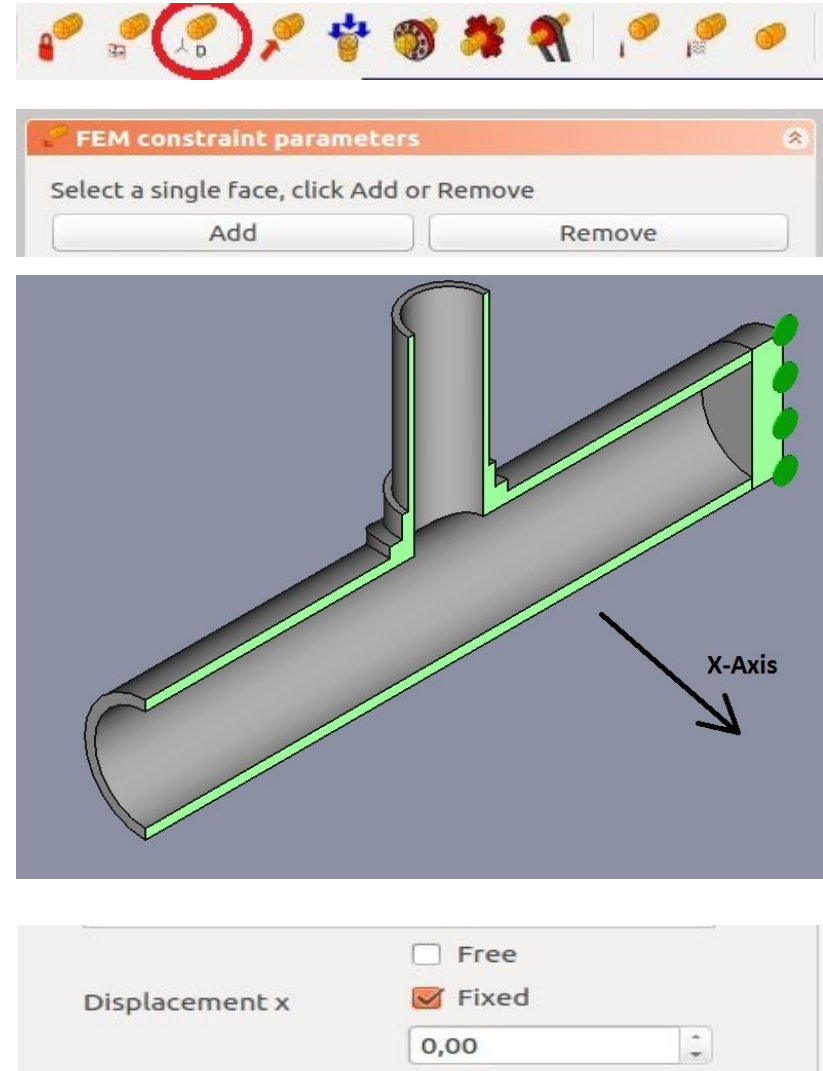 D
FEM constraint parameters
Select a single face, click Add or Remove
Add
Remove
X-Axis
Free
Displacement x
Fixed
0,00